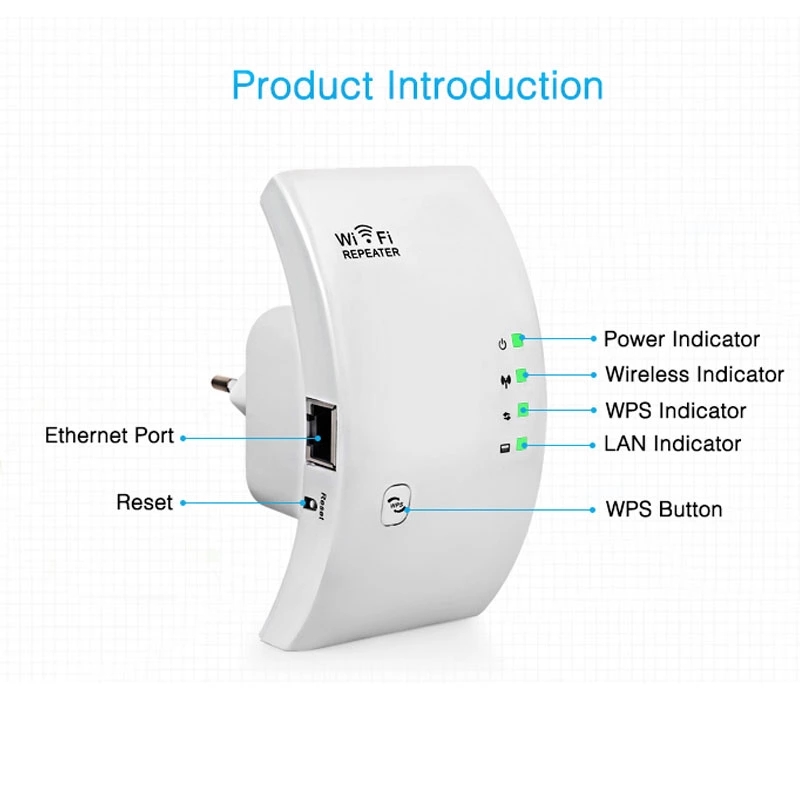 Product Introduction
Wi Fi
REPEATER
Power Indicator
Wireless Indicator
WPS Indicator
LAN Indicator
Ethernet Port
Reset
Reset
WPS
WPS Button